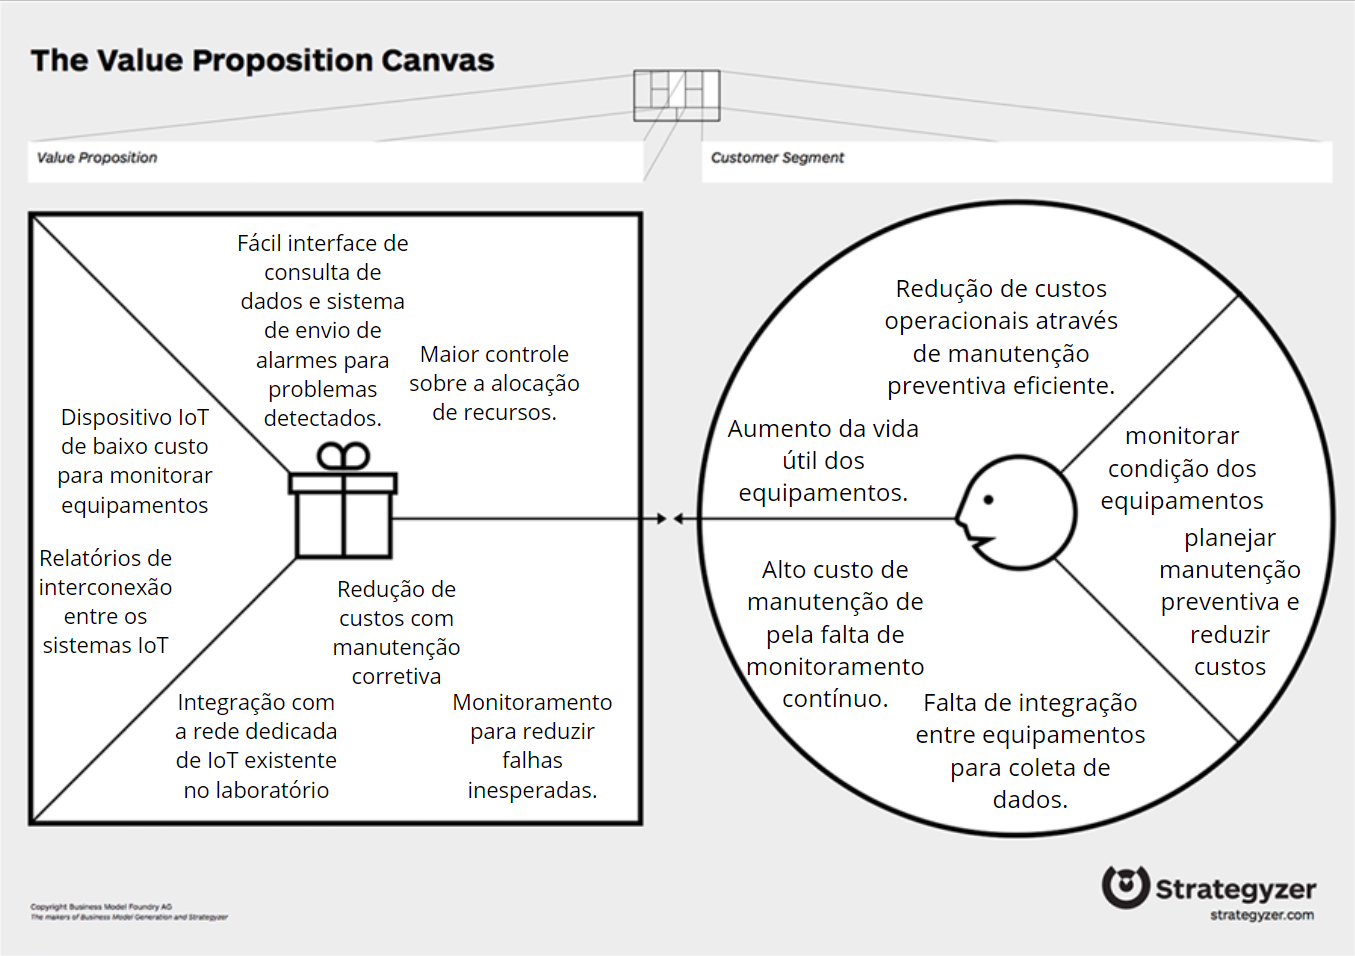 The Value Proposition Canvas
Value Proposition
Customer Segment
Fácil interface de
consulta de
dados e sistema
de envio de
alarmes para
problemas
detectados.
Maior controle
sobre a alocação
de recursos.
Dispositivo IoT
de baixo custo
para monitorar
equipamentos
Relatórios de
interconexão
entre os
sistemas IoT
Redução de
custos com
manutenção
corretiva
Integração com
a rede dedicada
de IoT existente
no laboratório
Monitoramento
para reduzir
falhas
inesperadas.
Redução de custos
operacionais através
de manutenção
preventiva eficiente.
Aumento da vida
útil dos
equipamentos.
monitorar
condição dos
equipamentos
planejar
manutenção
preventiva e
reduzir
custos
Alto custo de
manutenção de
pela falta de
monitoramento
contínuo.
Falta de integração
entre equipamentos
para coleta de
dados.
Copyright Business Model Foundry AG
The makers of Business Model Generation and Strategyzer
Strategyzer
strategyzer.com